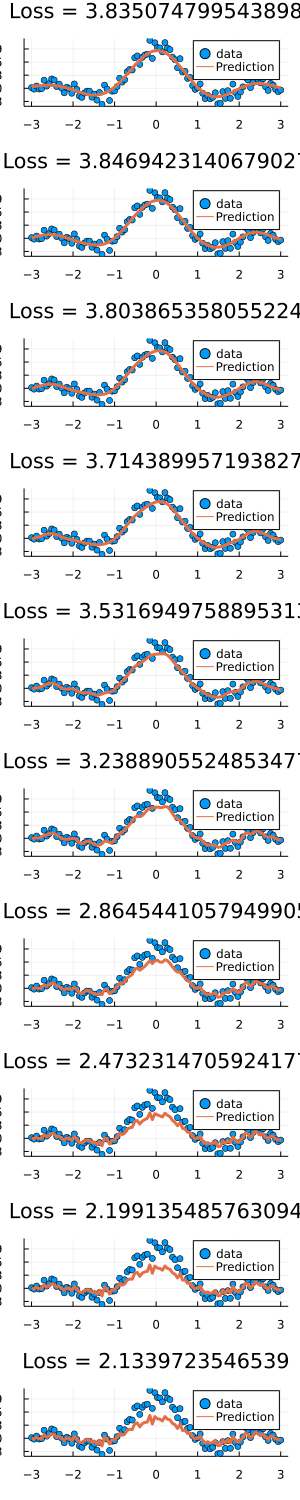 Loss = 3.835074799543898
data
Prediction
−3 −2 −1 0 1 2 3
Loss = 3.846942314067902
data
Prediction
−3 −2 −1 0 1 2 3
Loss = 3.803865358055224
data
Prediction
−3 −2 −1 0 1 2 3
Loss = 3.714389957193827
data
Prediction
−3 −2 −1 0 1 2 3
Loss = 3.531694975889531
data
Prediction
−3 −2 −1 0 1 2 3
Loss = 3.238890552485347
data
Prediction
−3 −2 −1 0 1 2 3
Loss = 2.864544105794990
data
Prediction
−3 −2 −1 0 1 2 3
Loss = 2.473231470592417
data
Prediction
−3 −2 −1 0 1 2 3
Loss = 2.199135485763094
data
Prediction
−3 −2 −1 0 1 2 3
Loss = 2.1339723546539
data
Prediction
−3 −2 −1 0 1 2 3